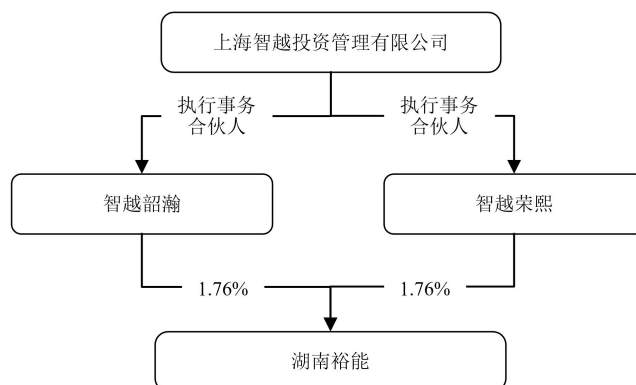 上海智越投资管理有限公司
执行事务
合伙人
执行事务
合伙人
智越韶瀚
智越荣熙
1.76%
1.76%
湖南裕能